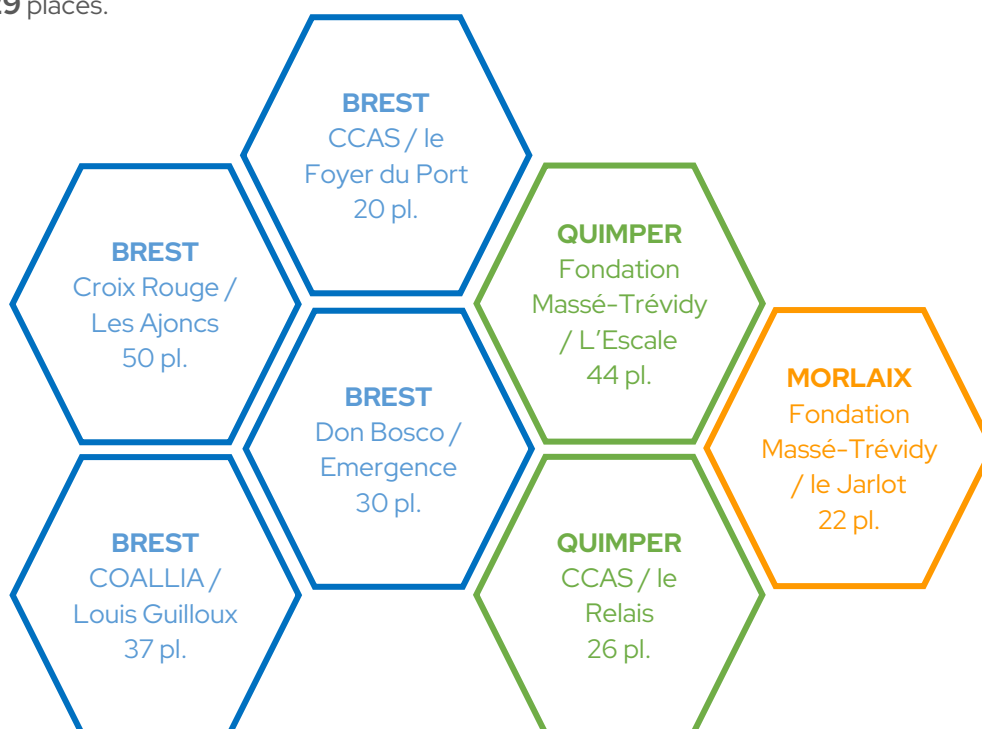 29 places.
BREST
CCAS / le
Foyer du Port
20 pl.
BREST
Croix Rouge /
Les Ajoncs
50 pl.
QUIMPER
Fondation
Massé-Trévidy
/ L'Escale
44 pl.
BREST
Don Bosco /
Emergence
30 pl.
MORLAIX
Fondation
Massé-Trévidy
/ le Jarlot
22 pl.
BREST
COALLIA /
Louis Guilloux
37 pl.
QUIMPER
CCAS / le
Relais
26 pl.